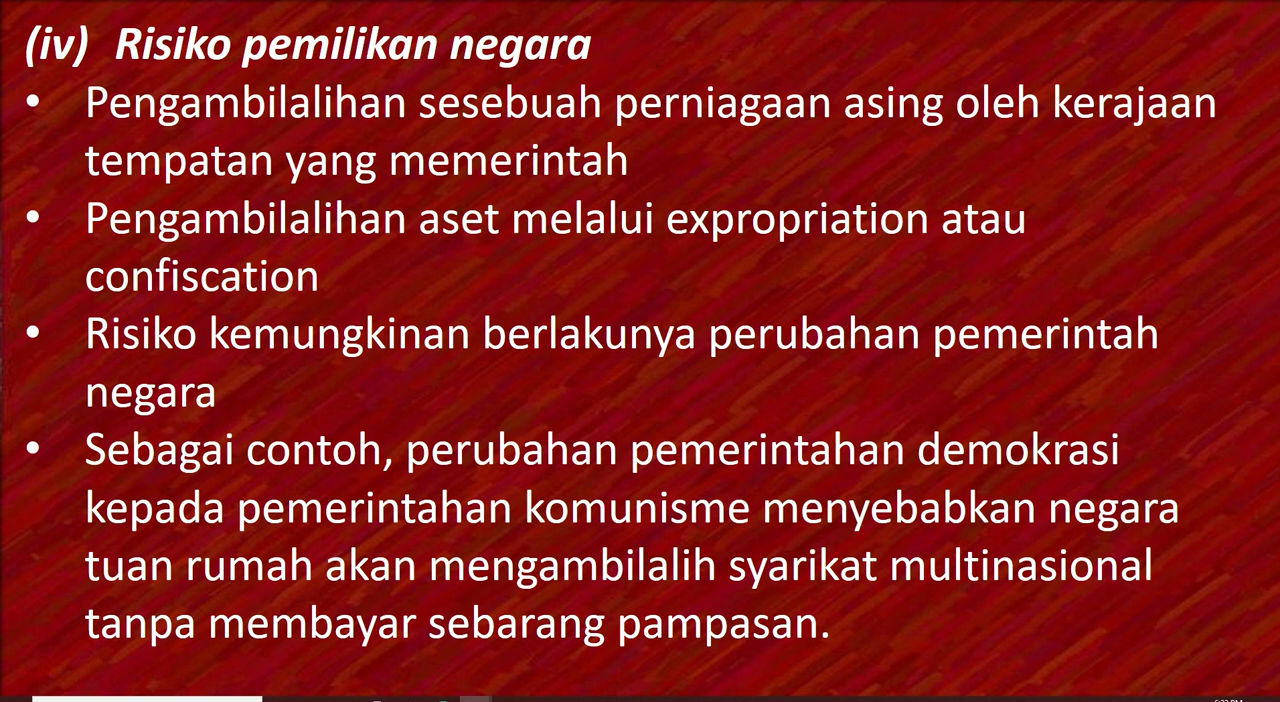 (iv) Risiko pemilikan negara
• Pengambilalihan sesebuah perniagaan asing oleh kerajaan
tempatan yang memerintah
• Pengambilalihan aset melalui expropriation atau
confiscation
• Risiko kemungkinan berlakunya perubahan pemerintah
negara
• Sebagai contoh, perubahan pemerintahan demokrasi
kepada pemerintahan komunisme menyebabkan negara
tuan rumah akan mengambilalih syarikat multinasional
tanpa membayar sebarang pampasan.